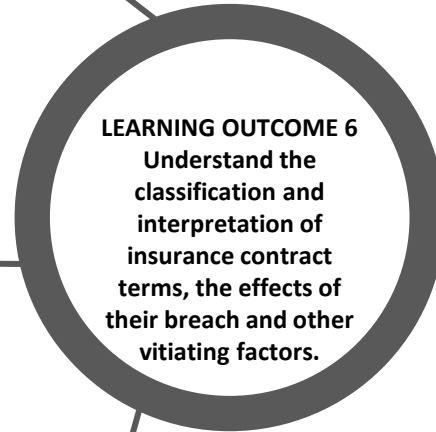 LEARNING OUTCOME 6
Understand the
classification and
interpretation of
insurance contract
terms, the effects of
their breach and other
vitiating factors.